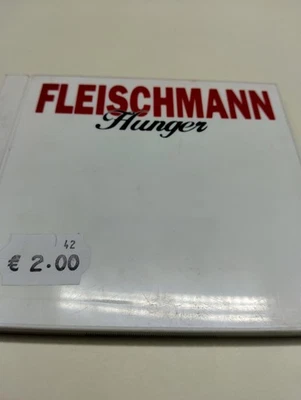 FLEISCHMANN
Hunger
42
€ 2.00